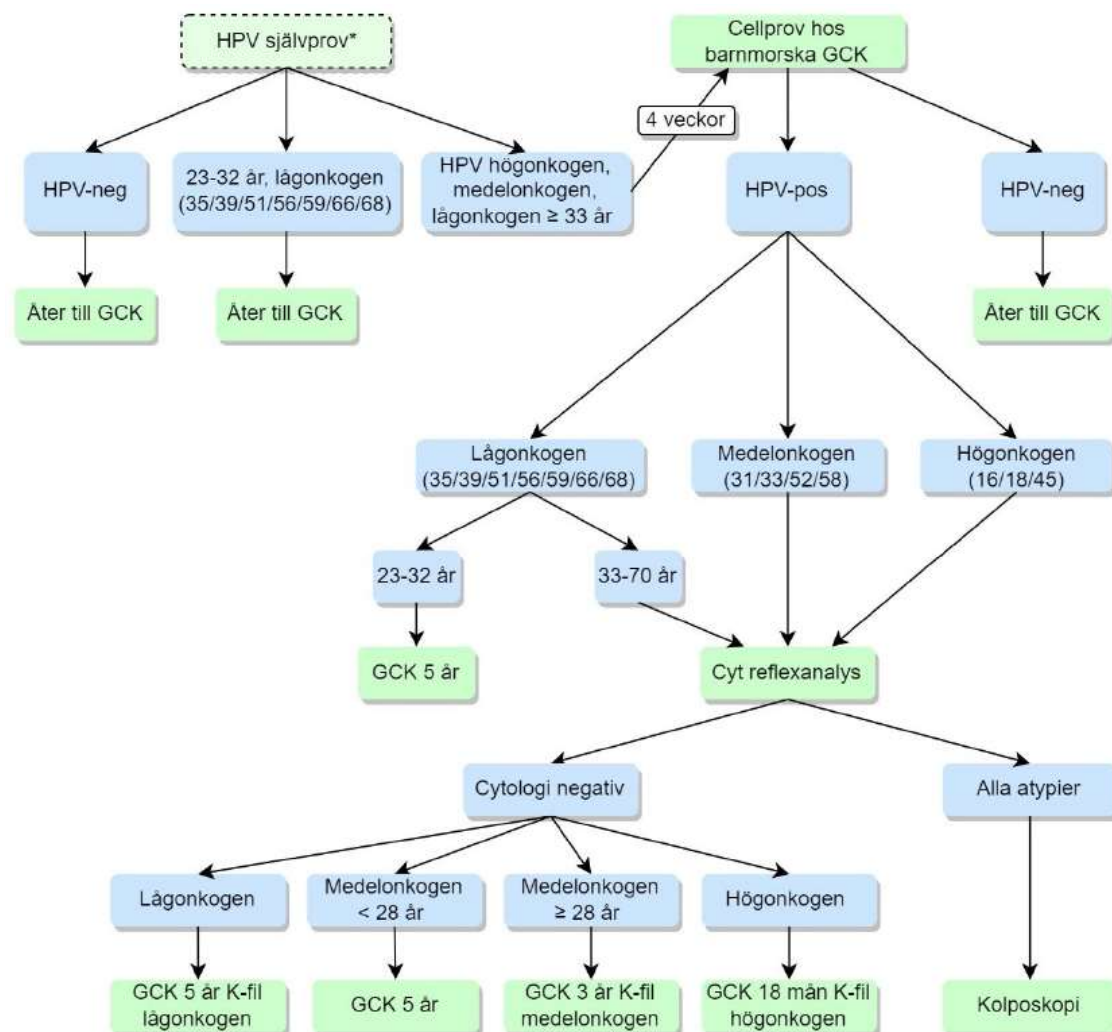 HPV självprov*
Cellprov hos
barnmorska GCK
4 veckor
HPV-neg
23-32 år, lågonkogen
(35/39/51/56/59/66/68)
HPV högonkogen,
medelonkogen,
lågonkogen ≥ 33 år
HPV-pos
HPV-neg
Åter till GCK
Åter till GCK
Åter till GCK
Lågonkogen
(35/39/51/56/59/66/68)
Medelonkogen
(31/33/52/58)
Högonkogen
(16/18/45)
23-32 år
33-70 år
GCK 5 år
Cyt reflexanalys
Cytologi negativ
Alla atypier
Lågonkogen
Medelonkogen
< 28 år
Medelonkogen
≥ 28 år
Högonkogen
GCK 5 år K-fil
lågonkogen
GCK 5 år
GCK 3 år K-fil
medelonkogen
GCK 18 mån K-fil
högonkogen
Kolposkopi